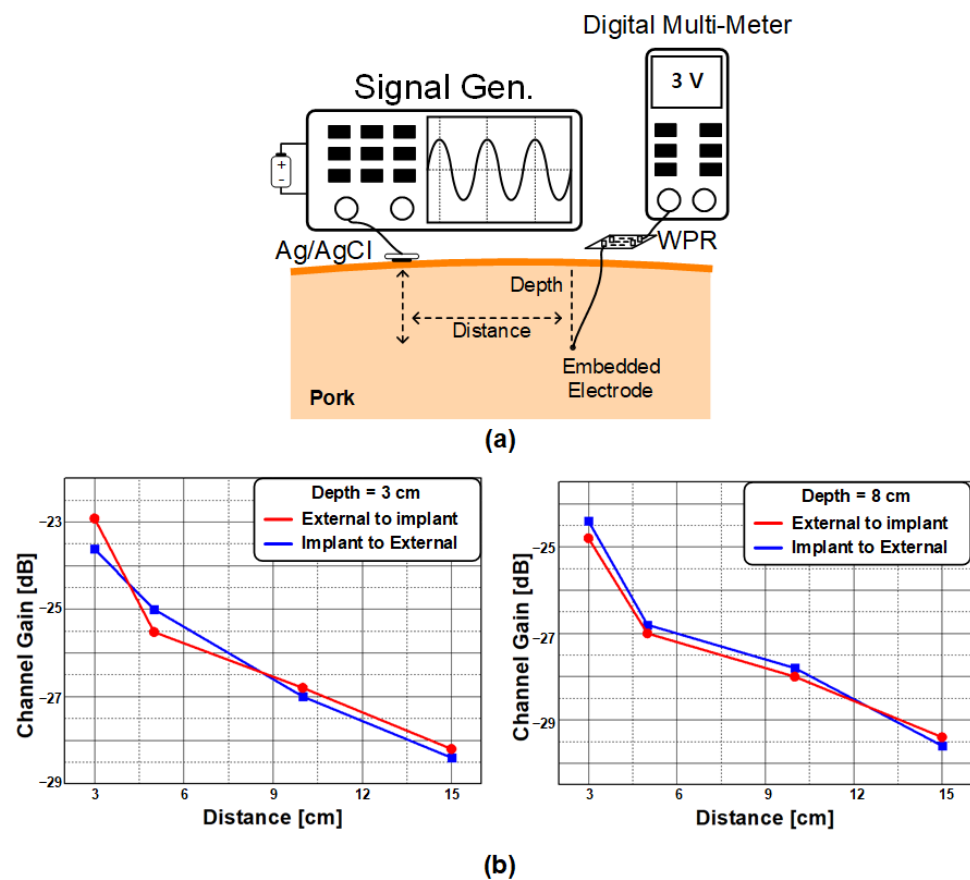 Digital Multi-Meter
3 V
Signal Gen.
+
-
Ag/AgCl
WPR
Depth
Distance
Embedded
Electrode
Pork
(a)
Depth = 3 cm
External to implant
Implant to External
Channel Gain [dB]
−23
−25
−27
−29
3 6 9 12 15
Distance [cm]
Depth = 8 cm
External to implant
Implant to External
Channel Gain [dB]
−25
−27
−29
3 6 9 12 15
Distance [cm]
(b)